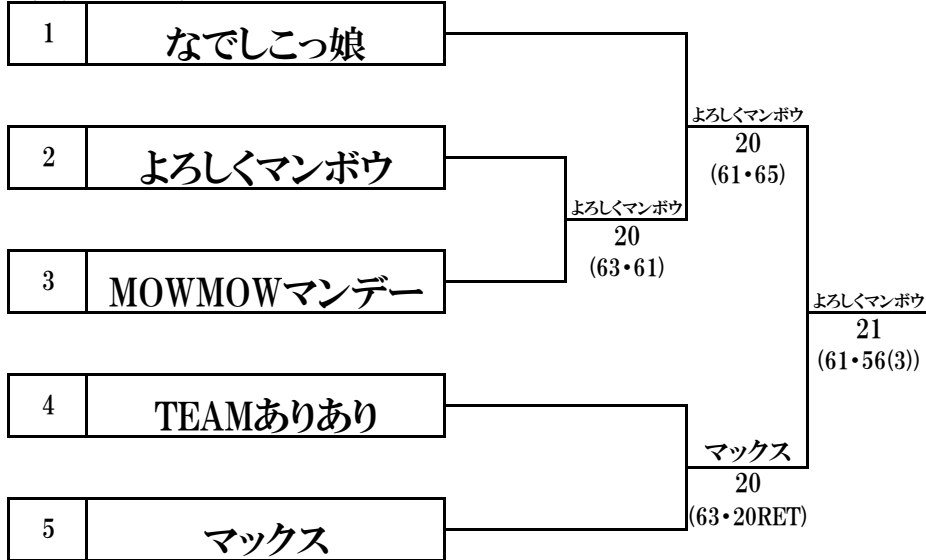 1
なでしこっ娘
2
よろしくマンボウ
3
MOWMOWマンデー
4
TEAMありあり
5
マックス
よろしくマンボウ
20
(63・61)
よろしくマンボウ
20
(61・65)
マックス
20
(63・20RET)
よろしくマンボウ
21
(61・56(3))